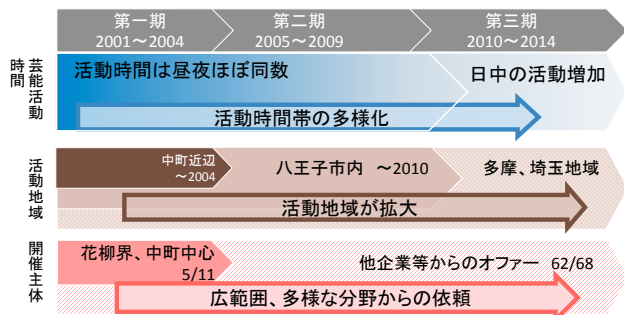 第一期
2001～2004
第二期
2005～2009
第三期
2010～2014
芸能活動
時間
活動時間は昼夜ほぼ同数
日中の活動増加
活動時間帯の多様化
活動地域
中町近辺
～2004
八王子市内　～2010
多摩、埼玉地域
活動地域が拡大
開催主体
花柳界、中町中心
5/11
他企業等からのオファー　62/68
広範囲、多様な分野からの依頼